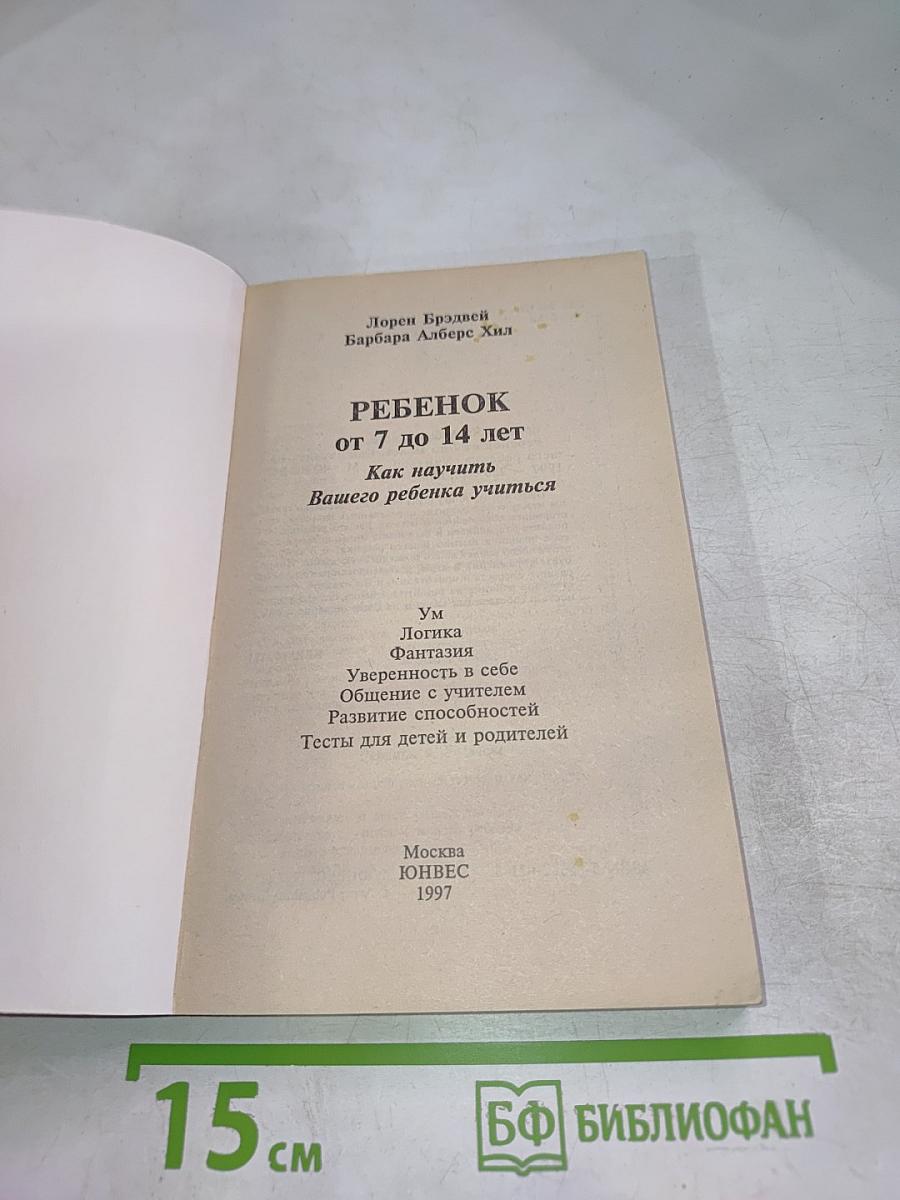 Лорен Брэдвей
Барбара Алберс Хил
РЕБЕНОК
от 7 до 14 лет
Как научить
Вашего ребенка учиться
Ум
Логика
Фантазия
Уверенность в себе
Общение с учителем
Развитие способностей
Тесты для детей и родителей
Москва
ЮНВЕС
1997
15 см
БФ БИБЛИОФАН